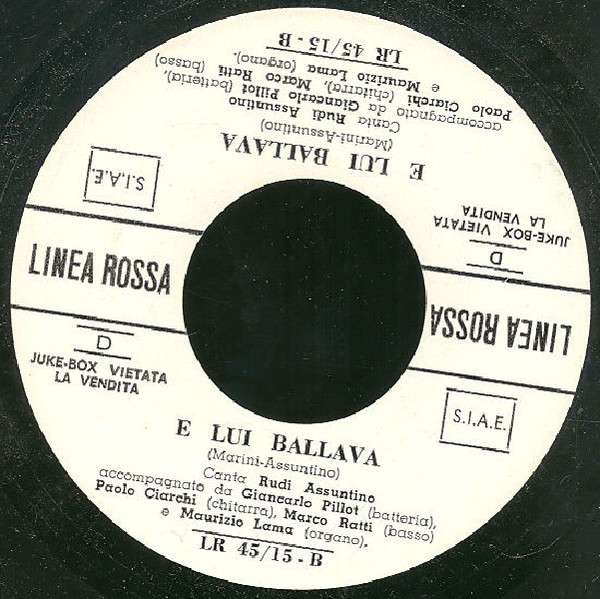 LINEA ROSSA
D
JUKE-BOX VIETATA
LA VENDITA
S.I.A.E.
E LUI BALLAVA
(Marini-Assuntino)
Canta Rudi Assuntino
accompagnato da Giancarlo Pillot (batteria),
Paolo Ciarchi (chitarra), Marco Ratti (basso)
e Maurizio Lama (organo).
LR 45/15 - B
LINEA ROSSA
D
JUKE-BOX VIETATA
LA VENDITA
S.I.A.E.
E LUI BALLAVA
(Marini-Assuntino)
Canta Rudi Assuntino
accompagnato da Giancarlo Pillot (batteria),
Paolo Ciarchi (chitarra), Marco Ratti (basso)
e Maurizio Lama (organo).
LR 45/15 - B